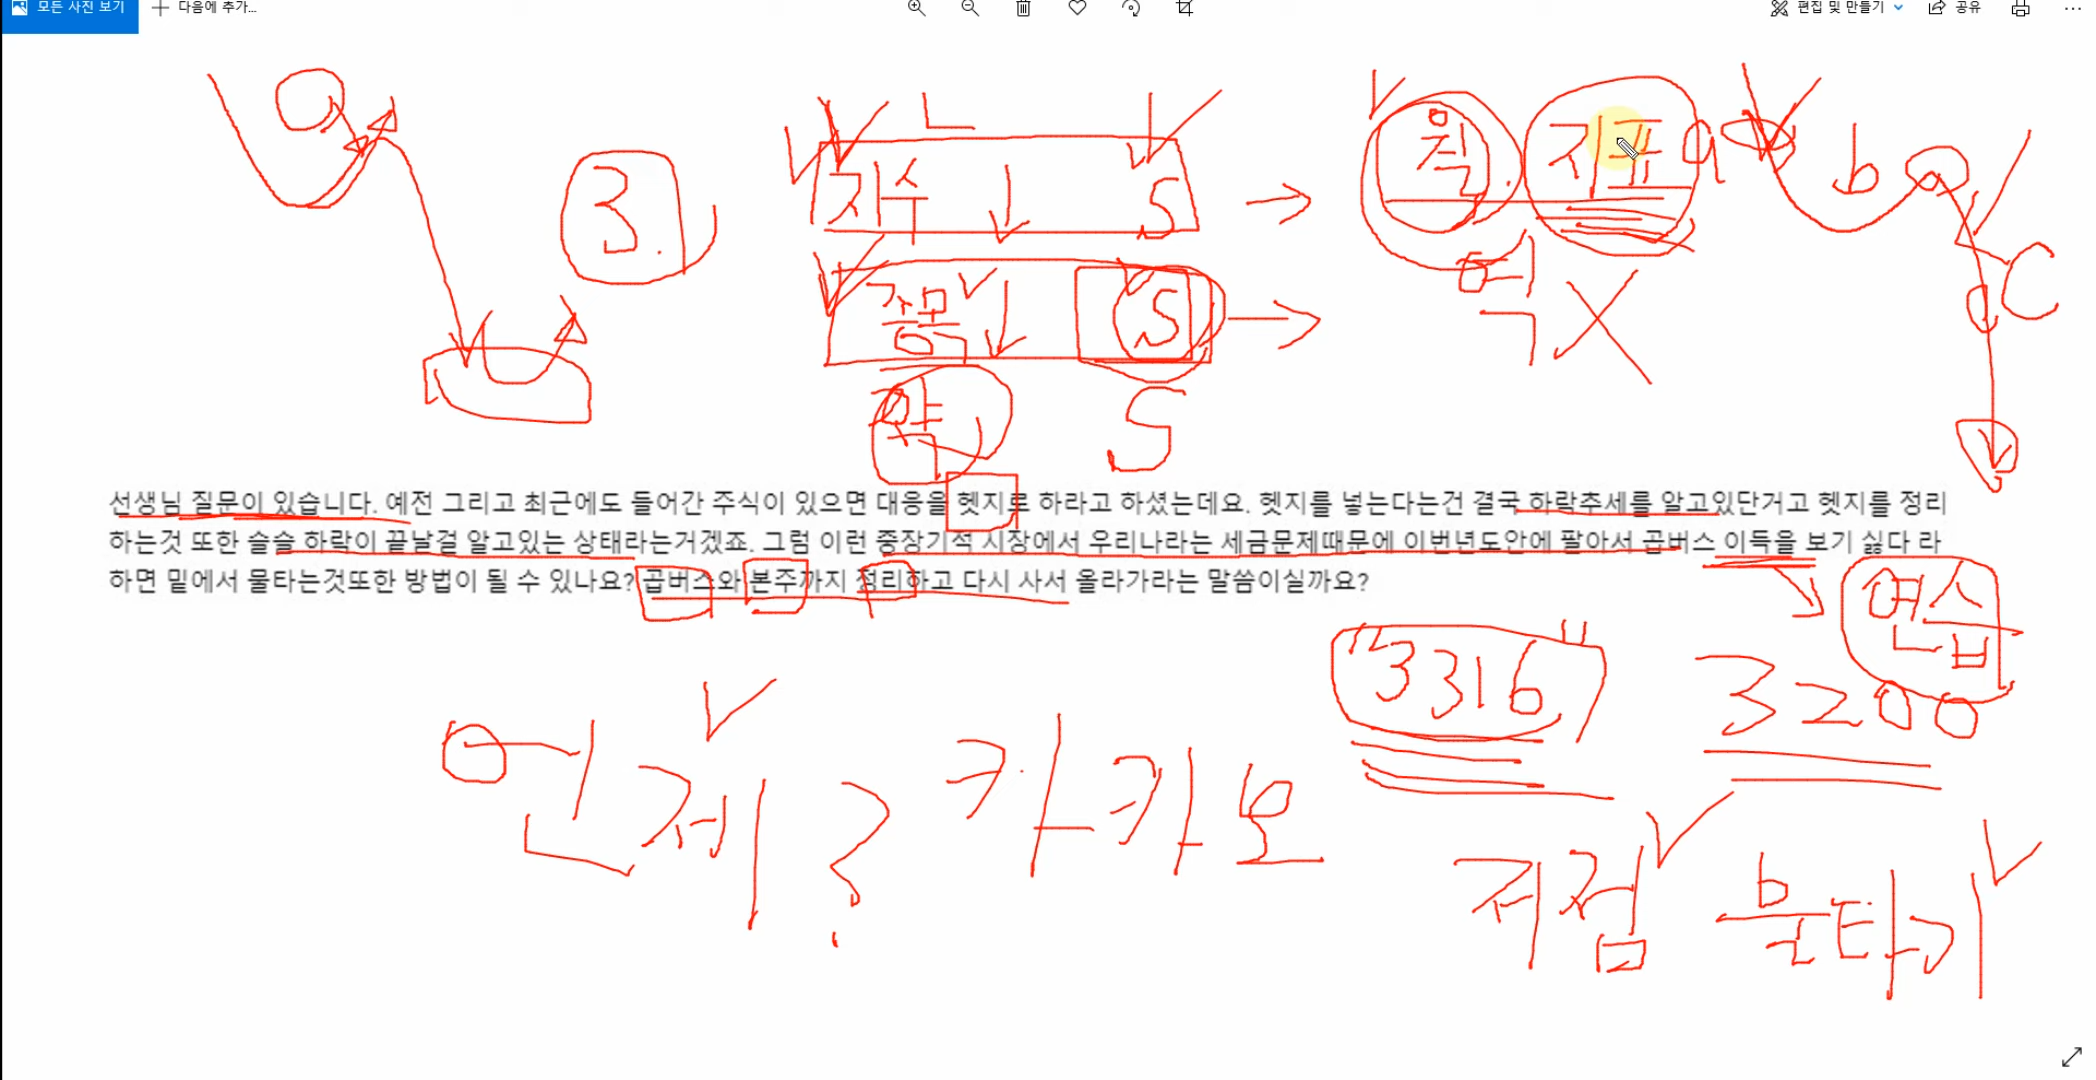 모든 사진 보기 + 다음에 추가... 편집 및 만들기 공유 ...
3.
지수 ↓ S → 원칙 지표 a b c
종목 ↓ S → 역 X
S
선생님 질문이 있습니다. 예전 그리고 최근에도 들어간 주식이 있으면 대응을 헷지로 하라고 하셨는데요. 헷지를 넣는다는건 결국 하락추세를 알고있단거고 헷지를 정리
하는것 또한 슬슬 하락이 끝날걸 알고있는 상태라는거겠죠. 그럼 이런 중장기적 시장에서 우리나라는 세금문제때문에 이번년도안에 팔아서 곱버스 이득을 보기 싫다 라
하면 밑에서 물타는것또한 방법이 될 수 있나요? 곱버스와 본주까지 정리하고 다시 사서 올라가라는 말씀이실까요?
연습
"3316" 3200
언제? 카카오
저점 물타기